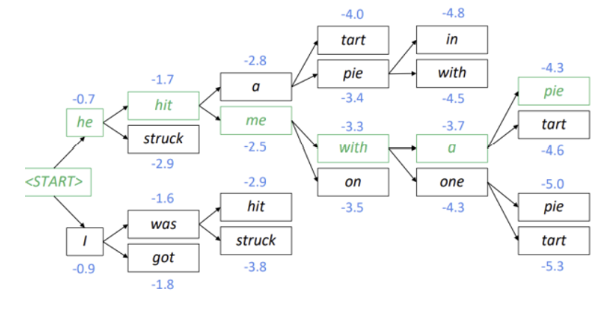 -4.0 -4.8
tart in
-2.8 -4.3
-1.7 a pie with pie
-0.7 hit -3.4 -4.5
he me -3.3 -3.7 tart
struck -2.5 with a -4.6
-2.9
<START> -2.9 on one -5.0
-1.6 hit -3.5 -4.3 pie
I was struck tart
-0.9 got -3.8 -5.3
-1.8